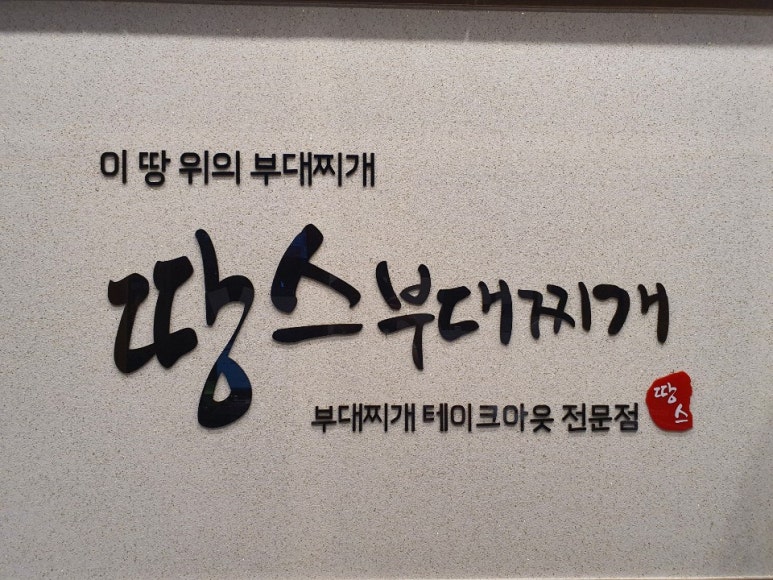 이 땅 위의 부대찌개
땅스부대찌개
부대찌개 테이크아웃 전문점
땅
스